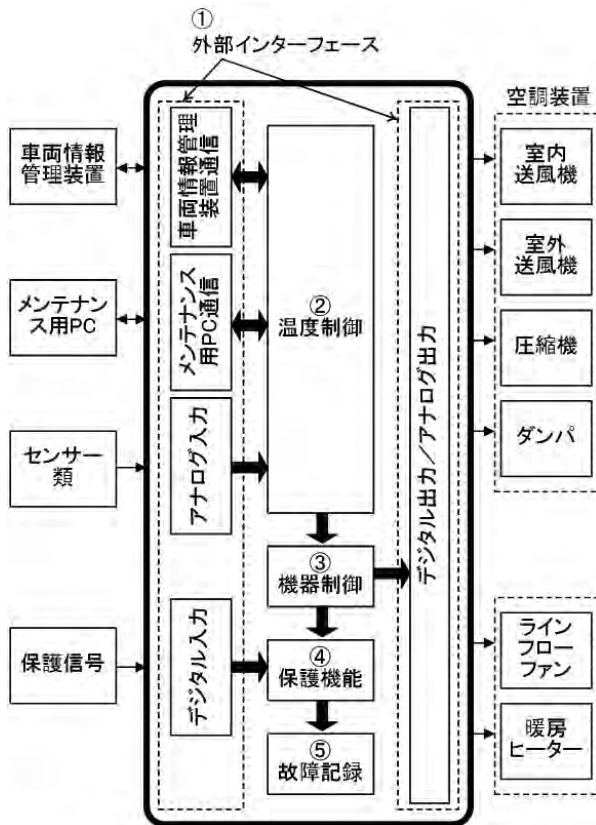 ①
外部インターフェース
空調装置
車両情報
管理装置
メンテナン
ス用PC
センサー
類
保護信号
車両情報管理
装置通信
メンテナンス
用PC通信
アナログ入力
デジタル入力
②
温度制御
③
機器制御
④
保護機能
⑤
故障記録
デジタル出力／アナログ出力
室内
送風機
室外
送風機
圧縮機
ダンパ
ライン
フロー
ファン
暖房
ヒーター